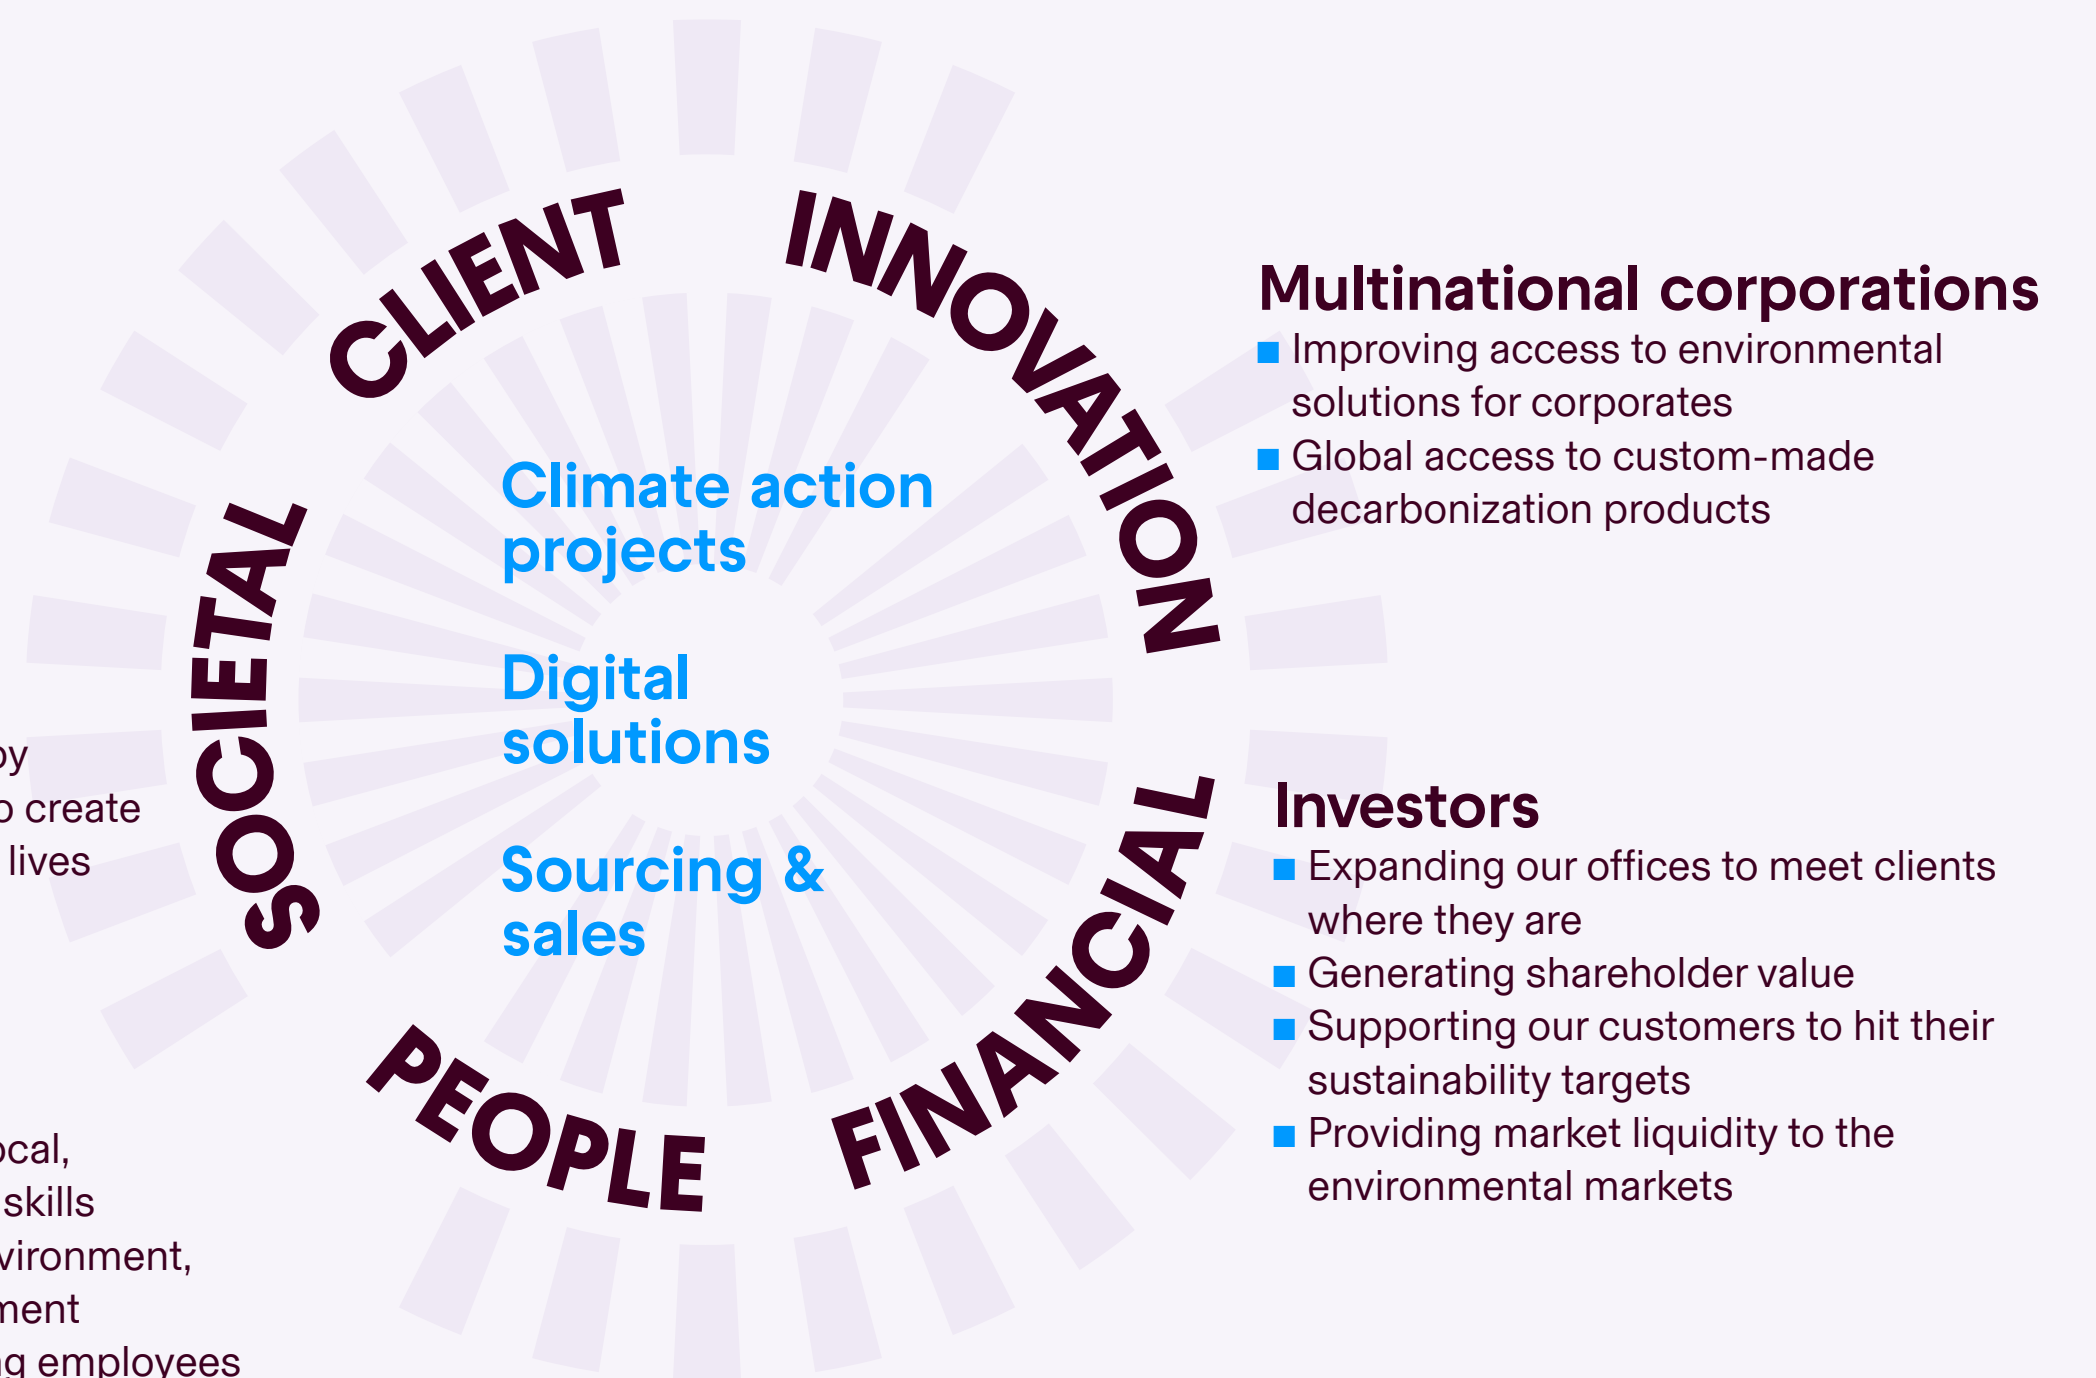 CLIENT
INNOVATION
SOCIETAL
PEOPLE
FINANCIAL
Climate action
projects
Digital
solutions
Sourcing &
sales
Multinational corporations
Improving access to environmental
solutions for corporates
Global access to custom-made
decarbonization products
Investors
Expanding our offices to meet clients
where they are
Generating shareholder value
Supporting our customers to hit their
sustainability targets
Providing market liquidity to the
environmental markets
by
create
lives
skills
employees